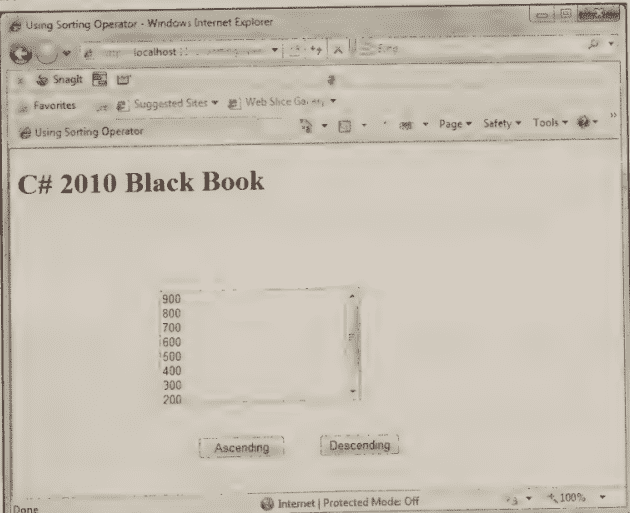 Using Sorting Operator - Windows Internet Explorer
localhost
Snagit
Favorites Suggested Sites Web Slice
Using Sorting Operator Page Safety Tools
C# 2010 Black Book
900
800
700
600
500
400
300
200
Ascending Descending
Done Internet | Protected Mode: Off 100%